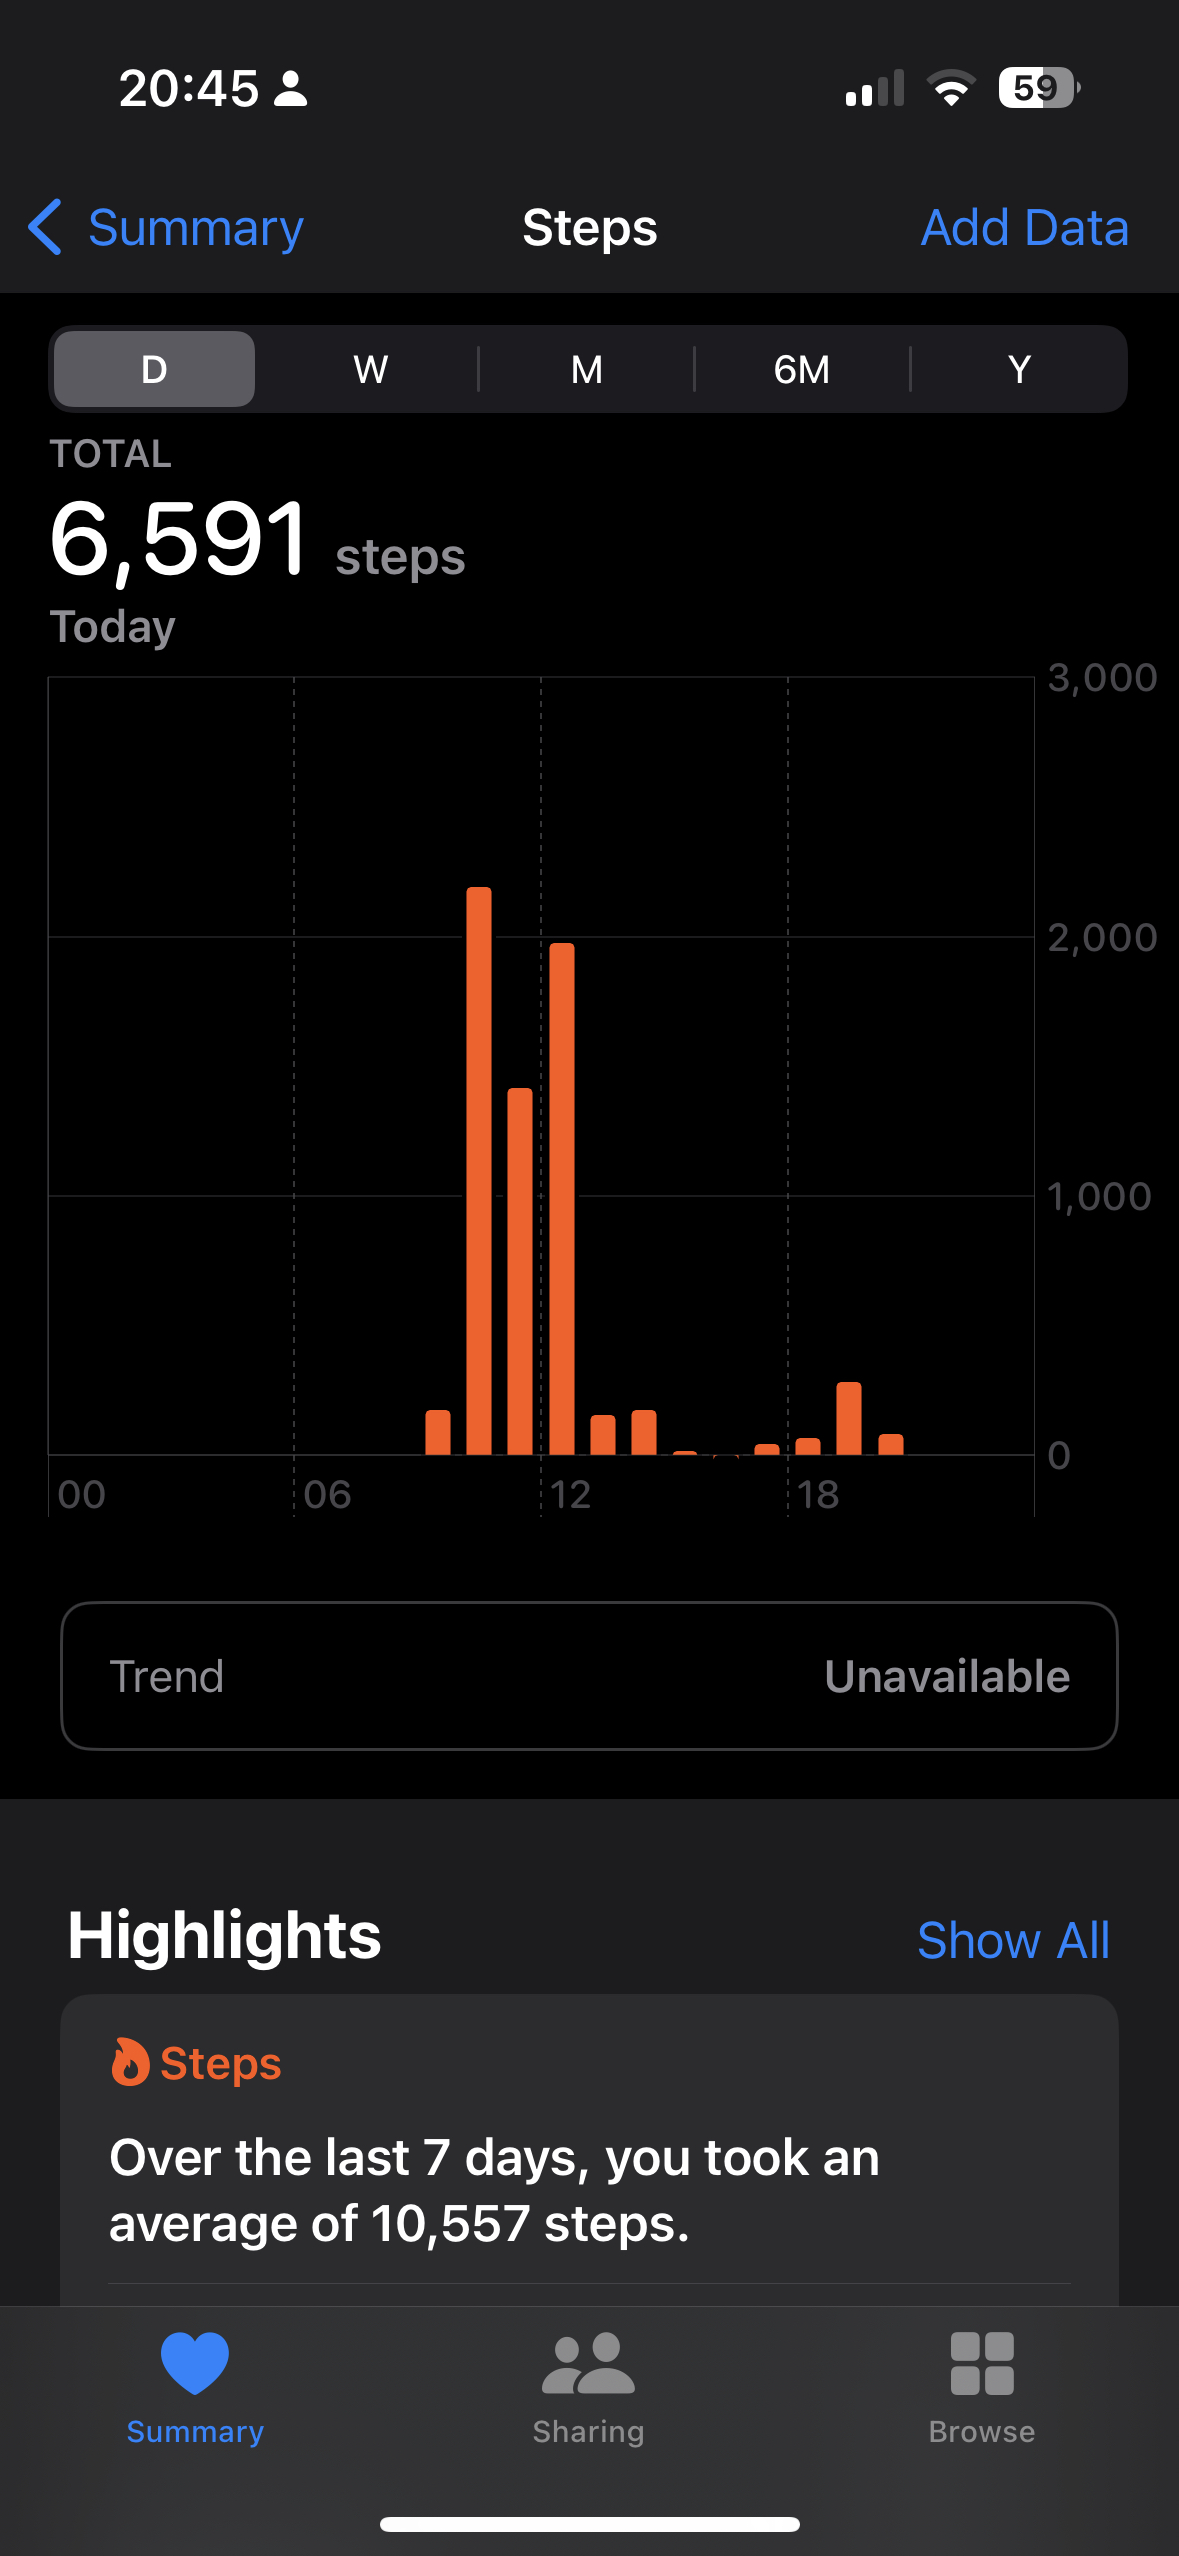 20:45
59
Summary
Steps
Add Data
D
W
M
6M
Y
TOTAL
6,591 steps
Today
3,000
2,000
1,000
0
00
06
12
18
Trend
Unavailable
Highlights
Show All
Steps
Over the last 7 days, you took an
average of 10,557 steps.
Summary
Sharing
Browse